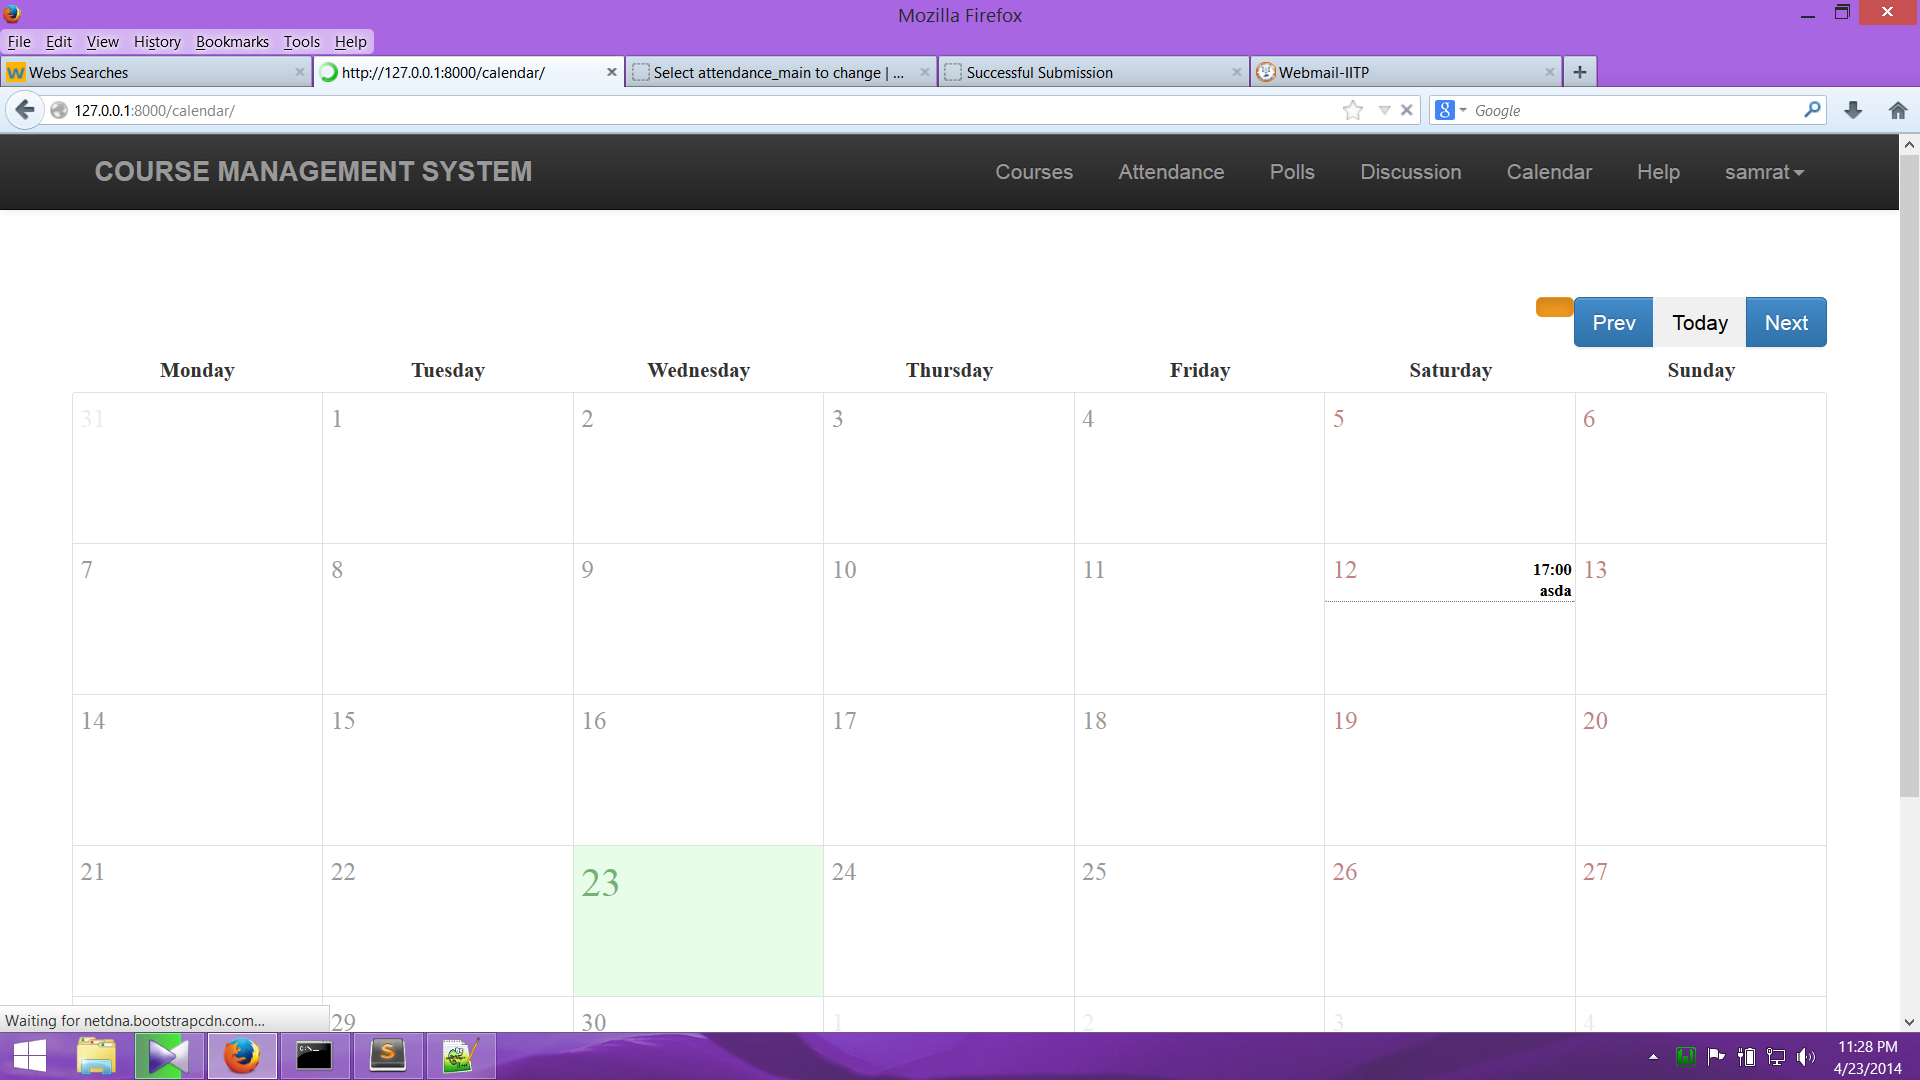 Mozilla Firefox
File Edit View History Bookmarks Tools Help
Webs Searches
http://127.0.0.1:8000/calendar/
Select attendance_main to change | ...
Successful Submission
Webmail-IITP
127.0.0.1:8000/calendar/
Google
COURSE MANAGEMENT SYSTEM
Courses Attendance Polls Discussion Calendar Help samrat
Prev Today Next
Monday Tuesday Wednesday Thursday Friday Saturday Sunday
31 1 2 3 4 5 6
7 8 9 10 11 12 17:00 13
asda
14 15 16 17 18 19 20
21 22 23 24 25 26 27
29 30 1 2 3 4
Waiting for netdna.bootstrapcdn.com...
11:28 PM
4/23/2014